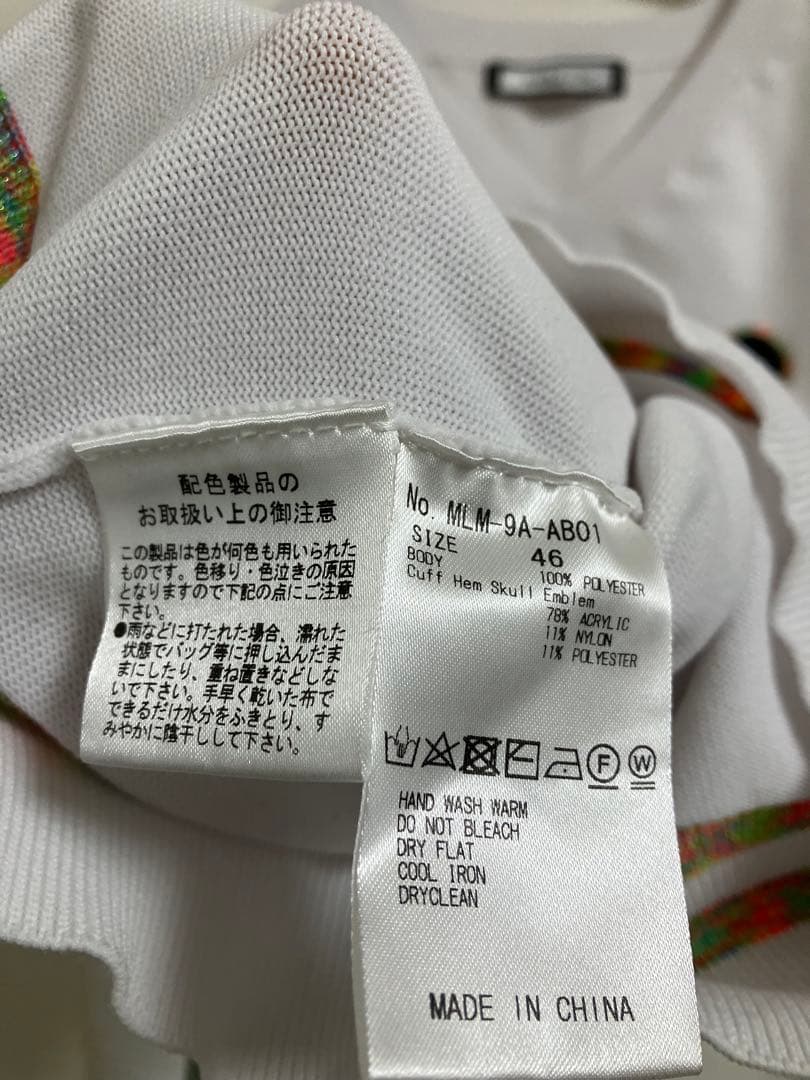 配色製品の
お取扱い上の御注意
この製品は色が何色も用いられた
ものです。色移り・色泣きの原因
となりますので下記の点にご注意
下さい。
●雨などに打たれた場合、濡れた
状態でバッグ等に押し込んだま
まにしたり、重ね置きなどしな
いで下さい。手早く乾いた布で
できるだけ水分をふきとり、す
みやかに陰干しして下さい。
No. MLM-9A-AB01
SIZE 46
BODY 100% POLYESTER
Cuff Hem Skull Emblem
78% ACRYLIC
11% NYLON
11% POLYESTER
F W
HAND WASH WARM
DO NOT BLEACH
DRY FLAT
COOL IRON
DRYCLEAN
MADE IN CHINA